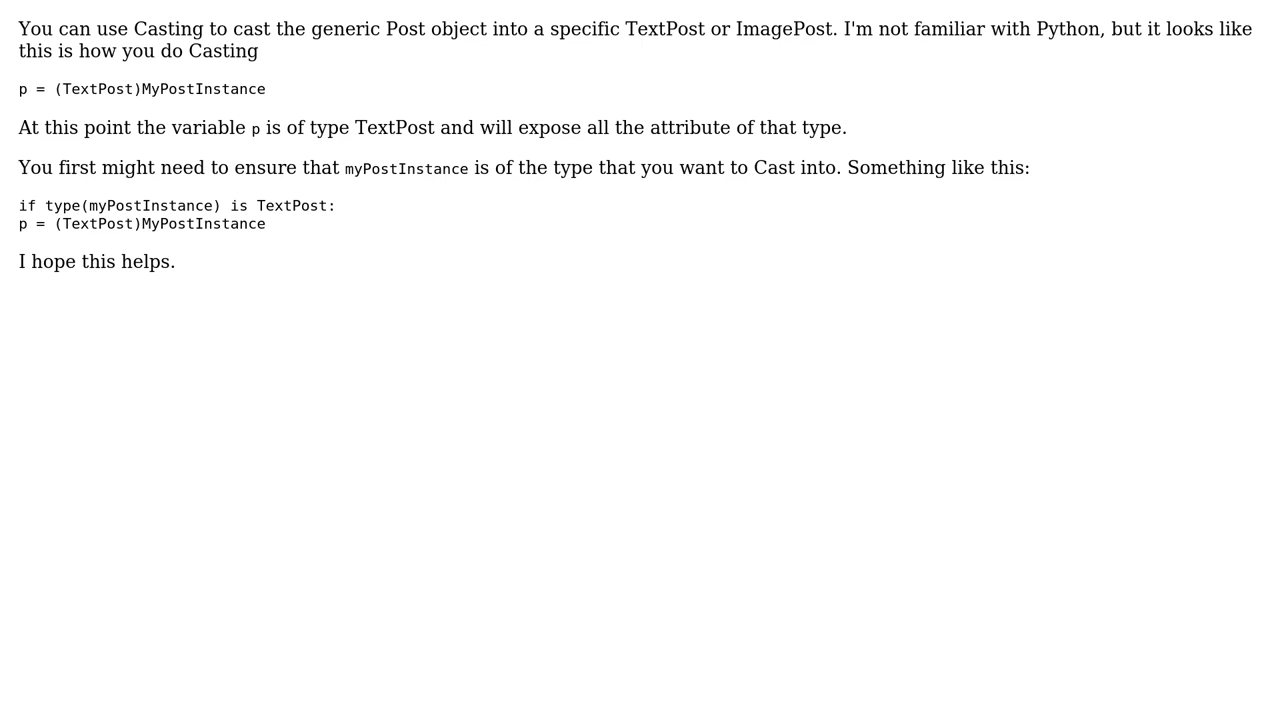 You can use Casting to cast the generic Post object into a specific TextPost or ImagePost. I'm not familiar with Python, but it looks like
this is how you do Casting
p = (TextPost)MyPostInstance
At this point the variable p is of type TextPost and will expose all the attribute of that type.
You first might need to ensure that myPostInstance is of the type that you want to Cast into. Something like this:
if type(myPostInstance) is TextPost:
p = (TextPost)MyPostInstance
I hope this helps.